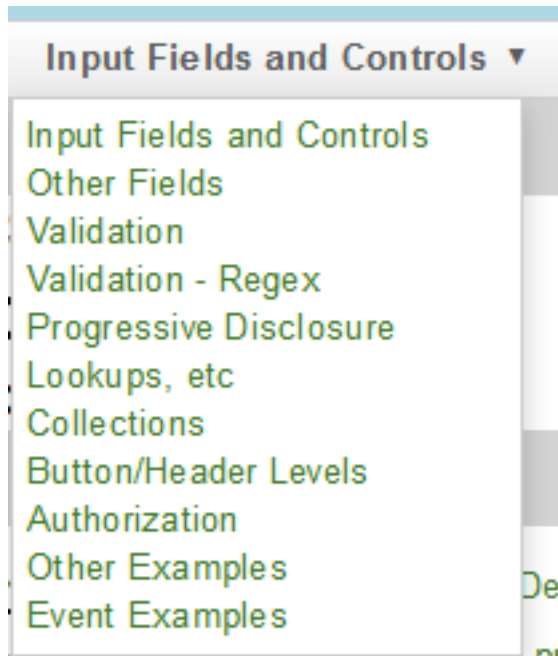 Input Fields and Controls ▼
Input Fields and Controls
Other Fields
Validation
Validation - Regex
Progressive Disclosure
Lookups, etc
Collections
Button/Header Levels
Authorization
Other Examples
Event Examples